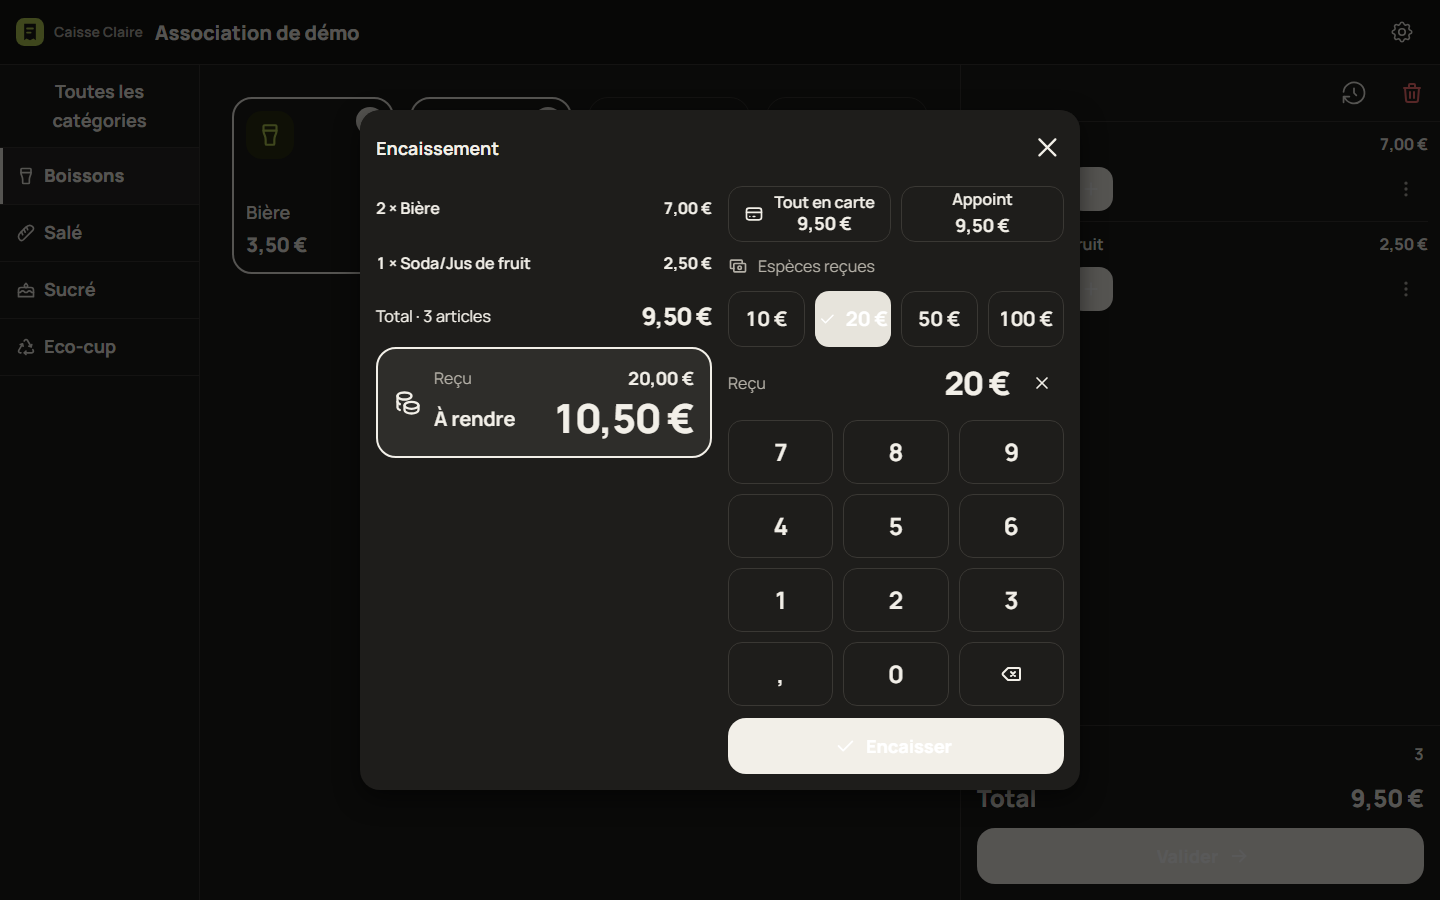 Caisse Claire Association de démo
Toutes les
catégories
Boissons
Salé
Sucré
Eco-cup
Bière
3,50 €
Encaissement
2 × Bière 7,00 €
1 × Soda/Jus de fruit 2,50 €
Total · 3 articles 9,50 €
Reçu 20,00 €
À rendre 10,50 €
Tout en carte
9,50 €
Appoint
9,50 €
Espèces reçues
10 € 20 € 50 € 100 €
Reçu 20 €
7 8 9
4 5 6
1 2 3
, 0
Encaisser
7,00 €
ruit 2,50 €
3
Total 9,50 €
Valider